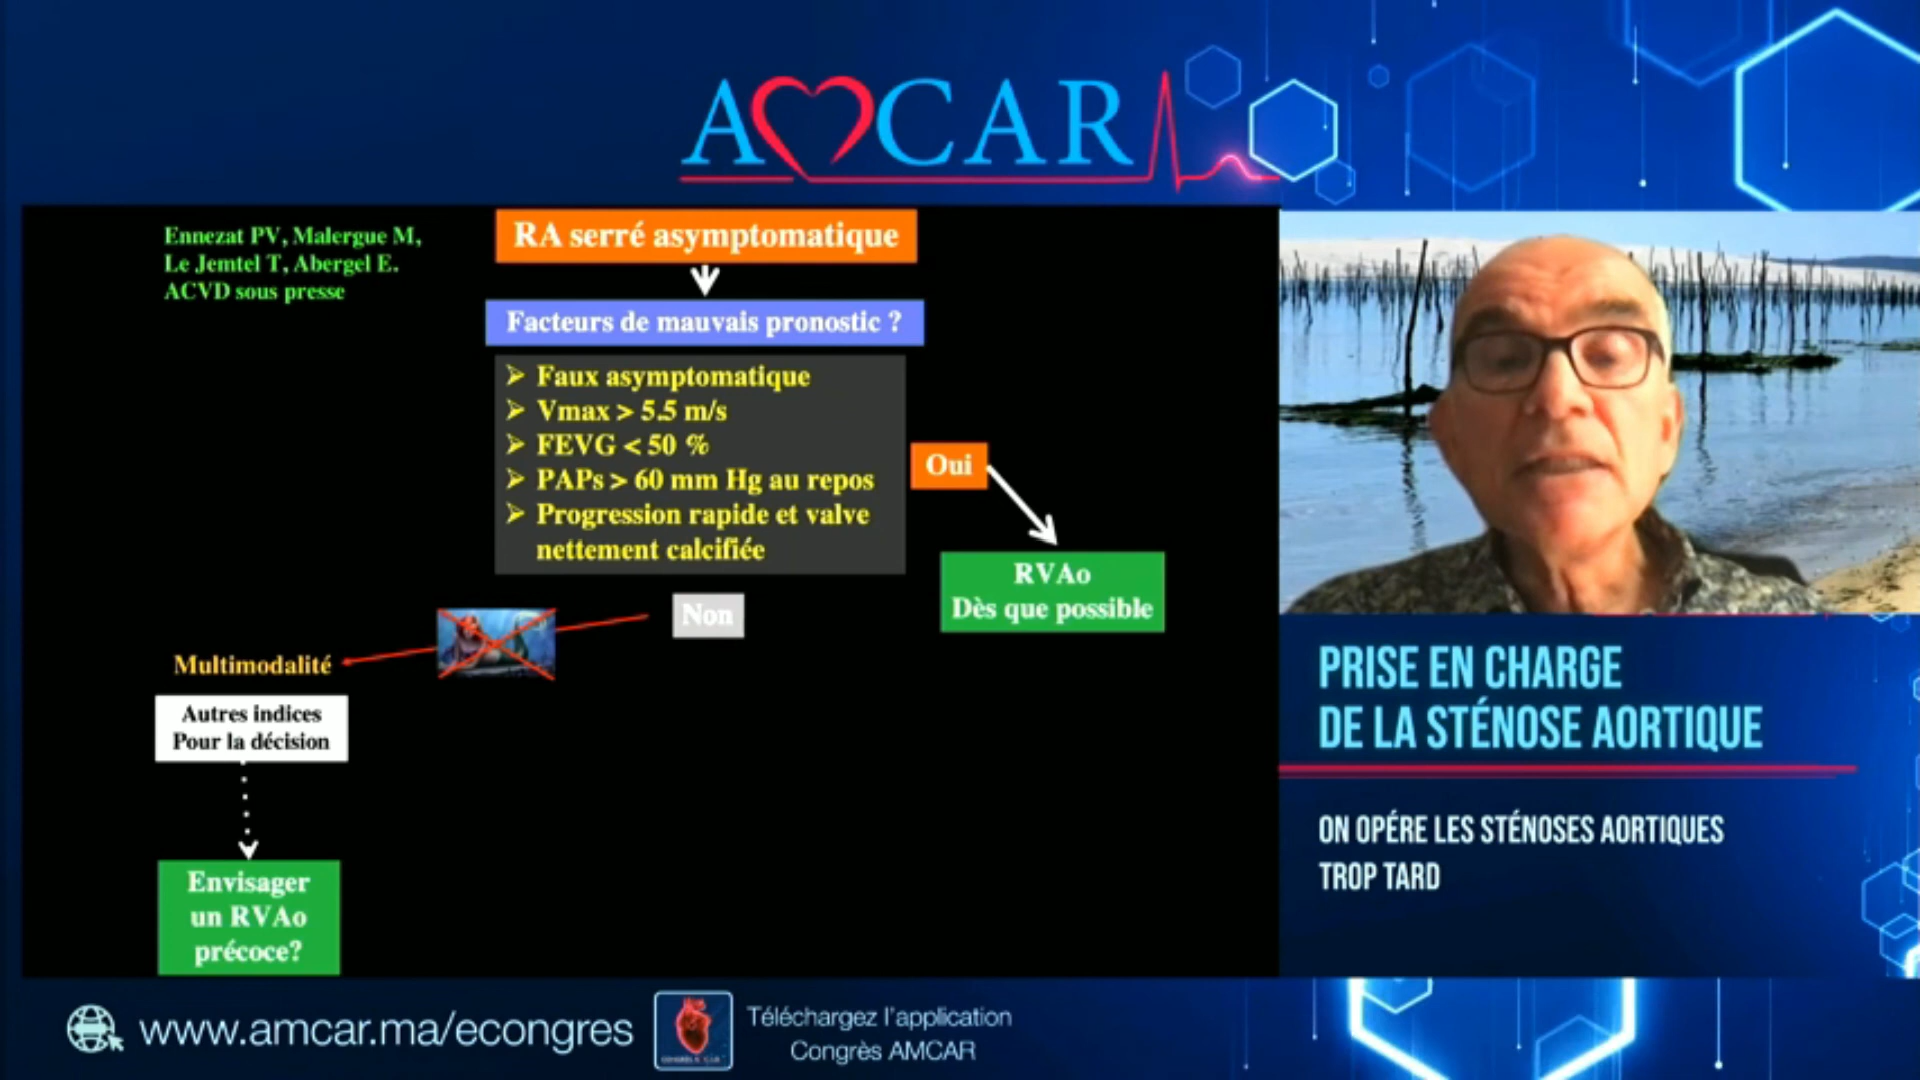 AMCAR
Ennezat PV, Malergue M,
Le Jemtel T, Abergel E.
ACVD sous presse
RA serré asymptomatique
Facteurs de mauvais pronostic ?
➢ Faux asymptomatique
➢ Vmax > 5.5 m/s
➢ FEVG < 50 %
➢ PAPs > 60 mm Hg au repos
➢ Progression rapide et valve
nettement calcifiée
Oui
RVAo
Dès que possible
Non
Multimodalité
Autres indices
Pour la décision
Envisager
un RVAo
précoce?
PRISE EN CHARGE
DE LA STÉNOSE AORTIQUE
ON OPÉRE LES STÉNOSES AORTIQUES
TROP TARD
www.amcar.ma/econgres
Téléchargez l'application
Congrès AMCAR